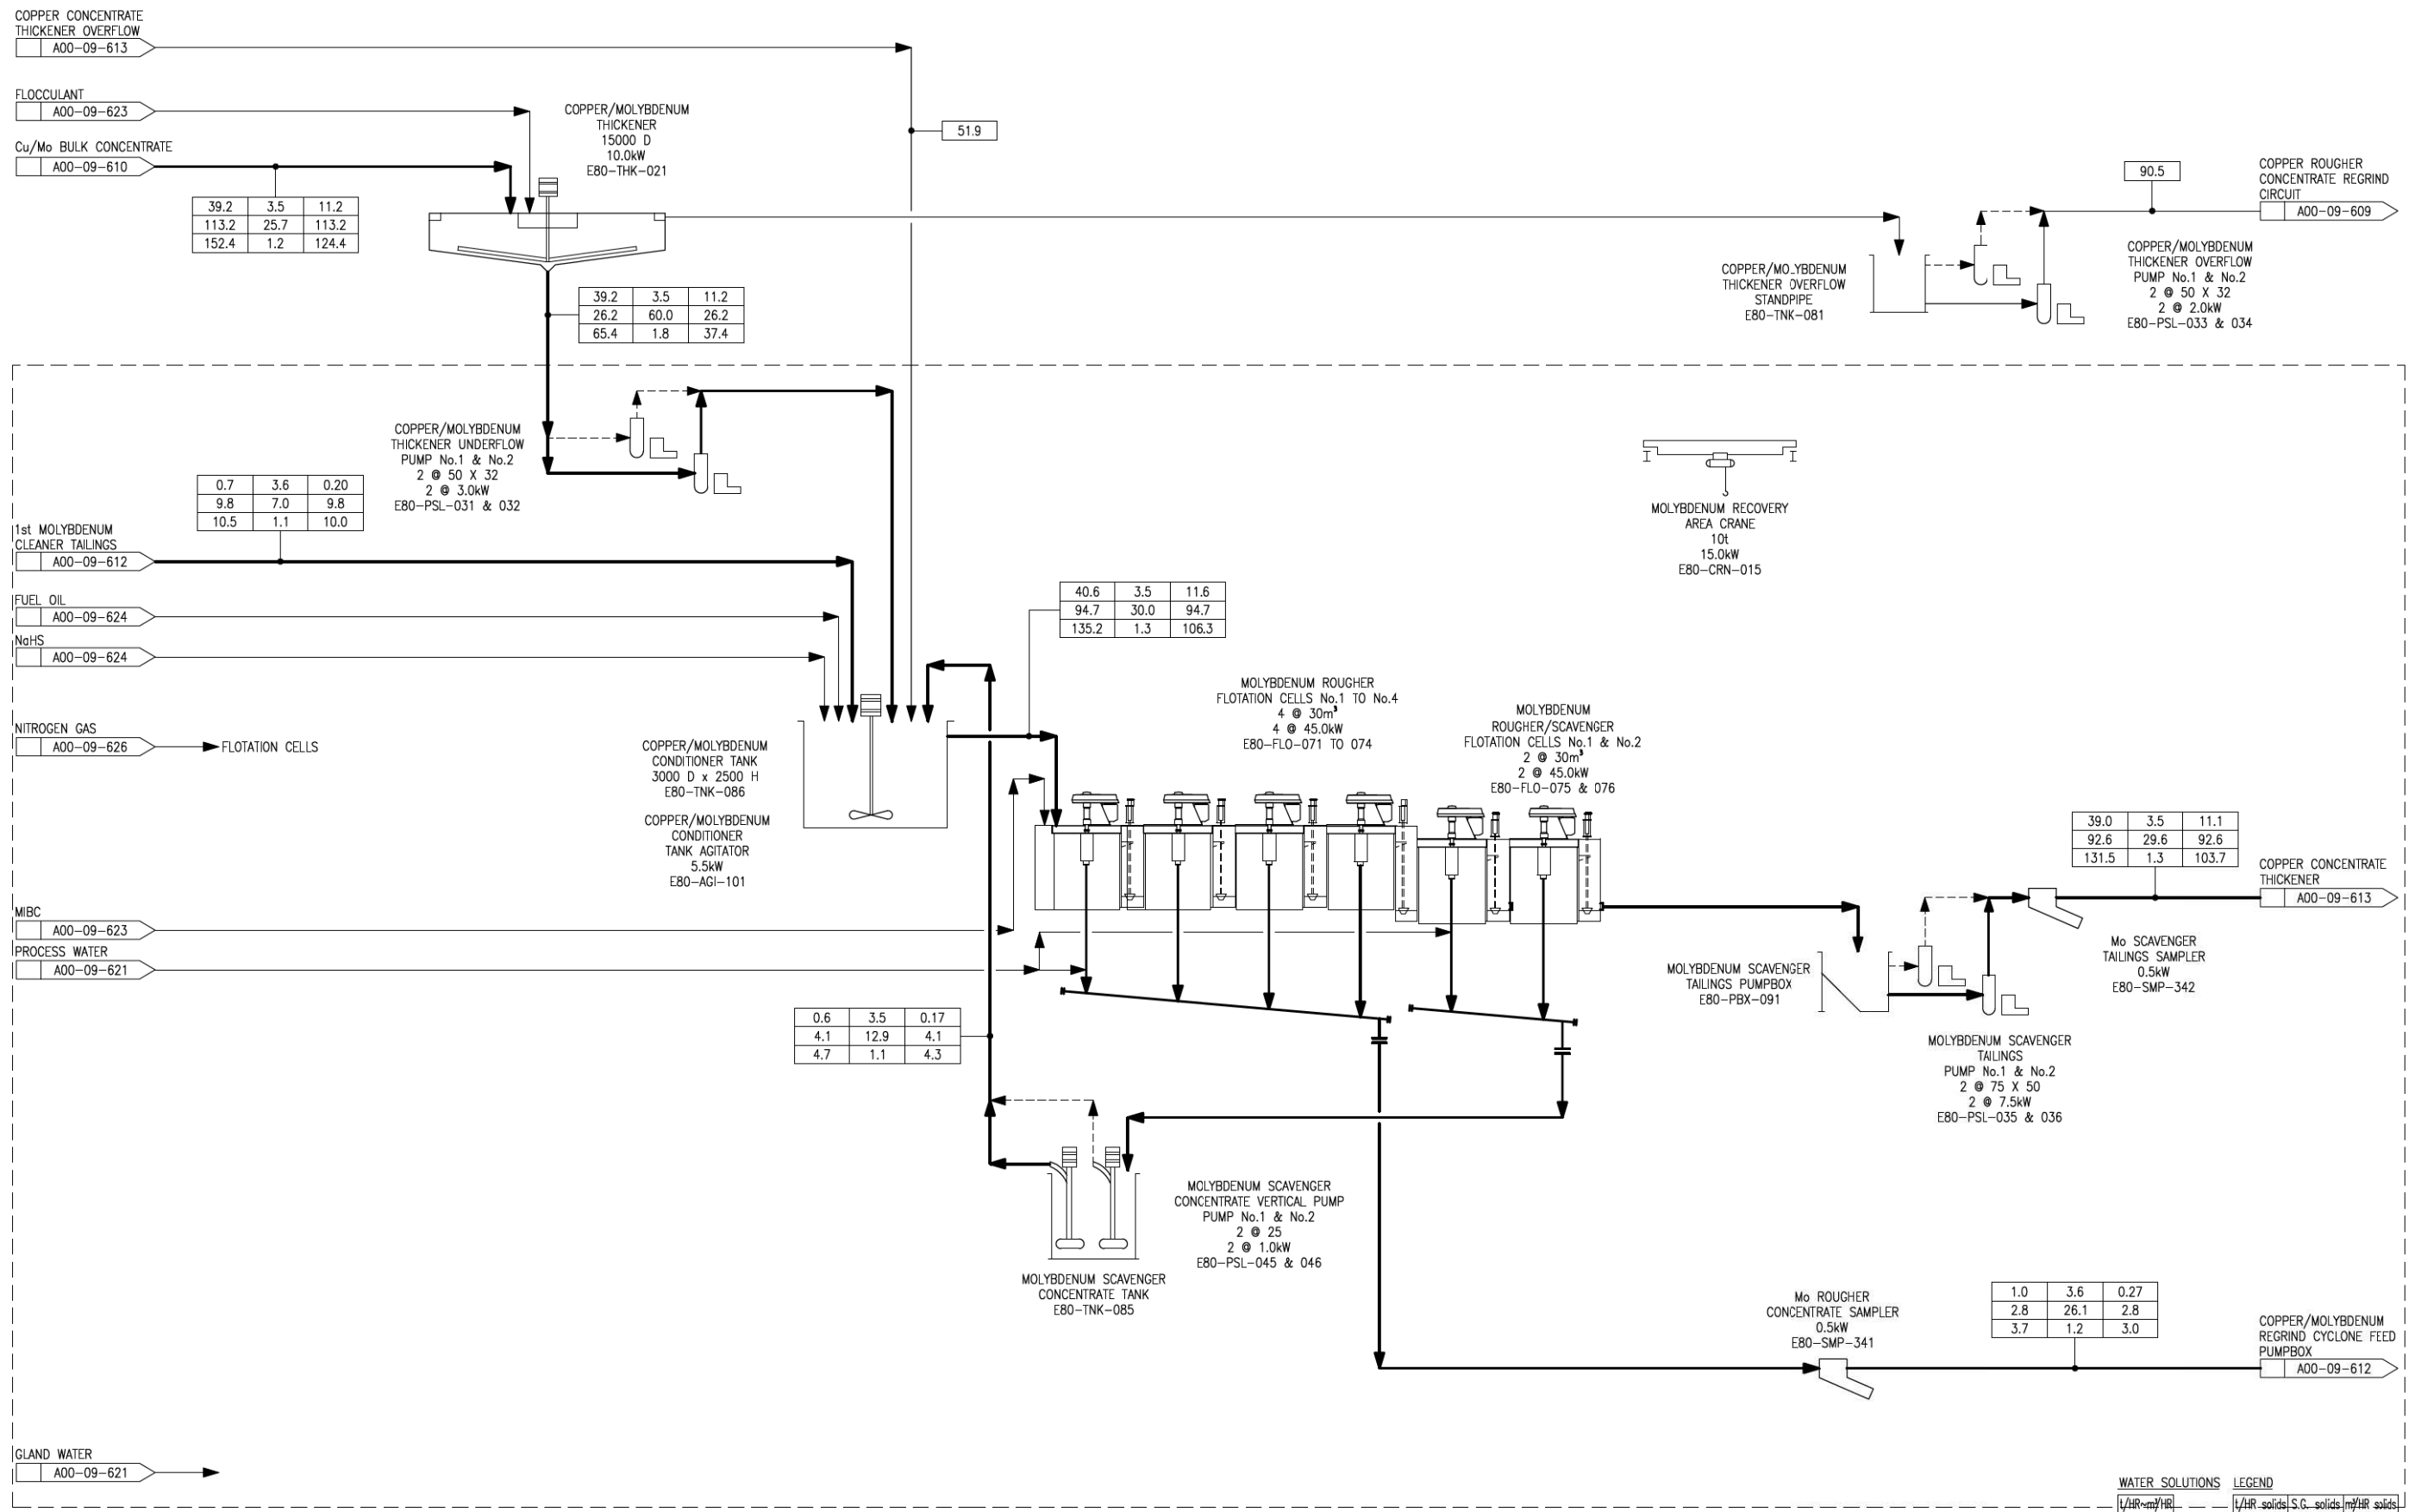 COPPER CONCENTRATE
THICKENER OVERFLOW
A00-09-613
FLOCCULANT
A00-09-623
Cu/Mo BULK CONCENTRATE
A00-09-610
39.2 3.5 11.2
113.2 25.7 113.2
152.4 1.2 124.4
COPPER/MOLYBDENUM
THICKENER
15000 D
10.0kW
E80-THK-021
51.9
39.2 3.5 11.2
26.2 60.0 26.2
65.4 1.8 37.4
90.5
COPPER ROUGHER
CONCENTRATE REGRIND
CIRCUIT
A00-09-609
COPPER/MO_YBDENUM
THICKENER OVERFLOW
STANDPIPE
E80-TNK-081
COPPER/MOLYBDENUM
THICKENER OVERFLOW
PUMP No.1 & No.2
2 @ 50 X 32
2 @ 2.0kW
E80-PSL-033 & 034
COPPER/MOLYBDENUM
THICKENER UNDERFLOW
PUMP No.1 & No.2
2 @ 50 X 32
2 @ 3.0kW
E80-PSL-031 & 032
0.7 3.6 0.20
9.8 7.0 9.8
10.5 1.1 10.0
1st MOLYBDENUM
CLEANER TAILINGS
A00-09-612
FUEL OIL
A00-09-624
NaHS
A00-09-624
NITROGEN GAS
A00-09-626
FLOTATION CELLS
MOLYBDENUM RECOVERY
AREA CRANE
10t
15.0kW
E80-CRN-015
40.6 3.5 11.6
94.7 30.0 94.7
135.2 1.3 106.3
COPPER/MOLYBDENUM
CONDITIONER TANK
3000 D x 2500 H
E80-TNK-086
COPPER/MOLYBDENUM
CONDITIONER
TANK AGITATOR
5.5kW
E80-AGI-101
MOLYBDENUM ROUGHER
FLOTATION CELLS No.1 TO No.4
4 @ 30m³
4 @ 45.0kW
E80-FLO-071 TO 074
MOLYBDENUM
ROUGHER/SCAVENGER
FLOTATION CELLS No.1 & No.2
2 @ 30m³
2 @ 45.0kW
E80-FLO-075 & 076
MIBC
A00-09-623
PROCESS WATER
A00-09-621
39.0 3.5 11.1
92.6 29.6 92.6
131.5 1.3 103.7
COPPER CONCENTRATE
THICKENER
A00-09-613
Mo SCAVENGER
TAILINGS SAMPLER
0.5kW
E80-SMP-342
MOLYBDENUM SCAVENGER
TAILINGS PUMPBOX
E80-PBX-091
MOLYBDENUM SCAVENGER
TAILINGS
PUMP No.1 & No.2
2 @ 75 X 50
2 @ 7.5kW
E80-PSL-035 & 036
0.6 3.5 0.17
4.1 12.9 4.1
4.7 1.1 4.3
MOLYBDENUM SCAVENGER
CONCENTRATE VERTICAL PUMP
PUMP No.1 & No.2
2 @ 25
2 @ 1.0kW
E80-PSL-045 & 046
MOLYBDENUM SCAVENGER
CONCENTRATE TANK
E80-TNK-085
Mo ROUGHER
CONCENTRATE SAMPLER
0.5kW
E80-SMP-341
1.0 3.6 0.27
2.8 26.1 2.8
3.7 1.2 3.0
COPPER/MOLYBDENUM
REGRIND CYCLONE FEED
PUMPBOX
A00-09-612
GLAND WATER
A00-09-621
WATER SOLUTIONS
t/HR~m³/HR
LEGEND
t/HR solids S.G. solids m³/HR solids